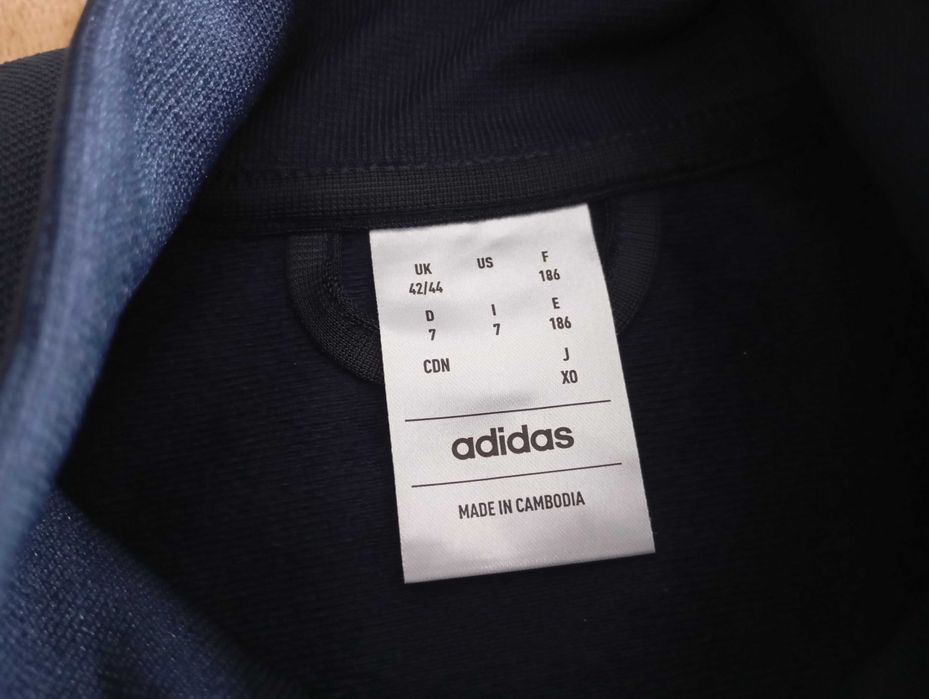 UK US F
42/44 186
D I E
7 7 186
CDN J
XO
adidas
MADE IN CAMBODIA